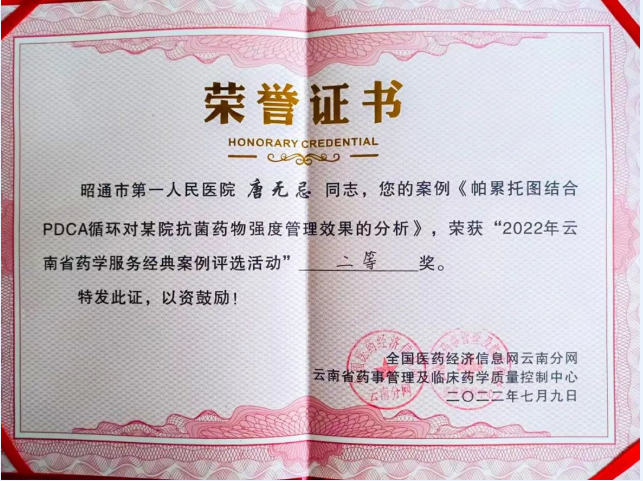 荣誉证书
HONORARY CREDENTIAL
昭通市第一人民医院 唐无忌 同志，您的案例《帕累托图结合
PDCA循环对某院抗菌药物强度管理效果的分析》，荣获“2022年云
南省药学服务经典案例评选活动” 二等 奖。
特发此证，以资鼓励！
全国医药经济信息网云南分网
云南省药事管理及临床药学质量控制中心
二〇二二年七月九日
云南分网